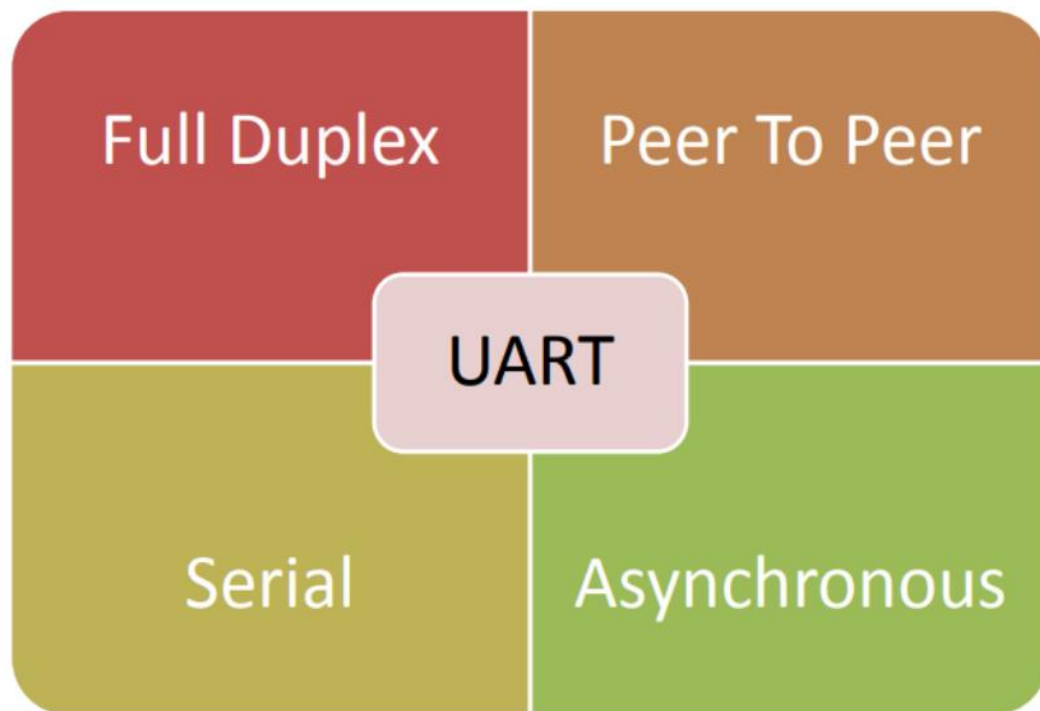 Full Duplex
Peer To Peer
UART
Serial
Asynchronous